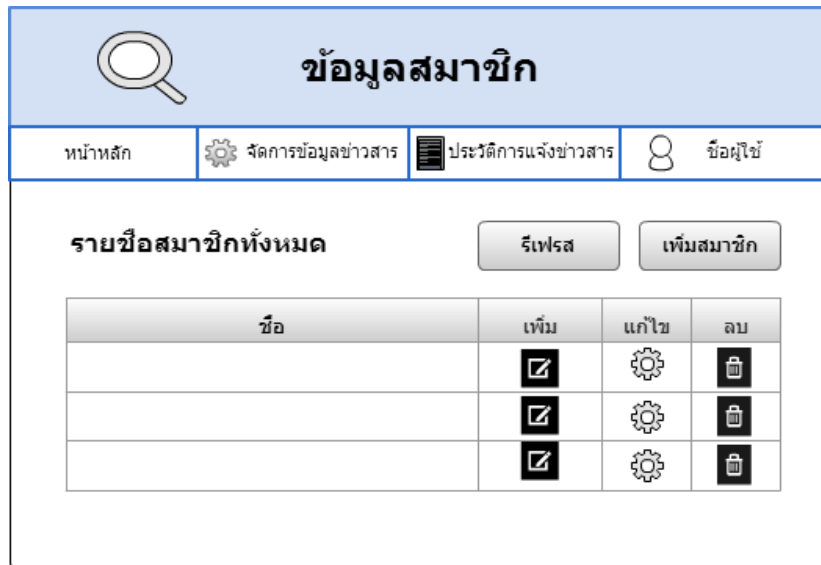 ข้อมูลสมาชิก
หน้าหลัก จัดการข้อมูลข่าวสาร ประวัติการแจ้งข่าวสาร ชื่อผู้ใช้
รายชื่อสมาชิกทั้งหมด รีเฟรส เพิ่มสมาชิก
ชื่อ เพิ่ม แก้ไข ลบ